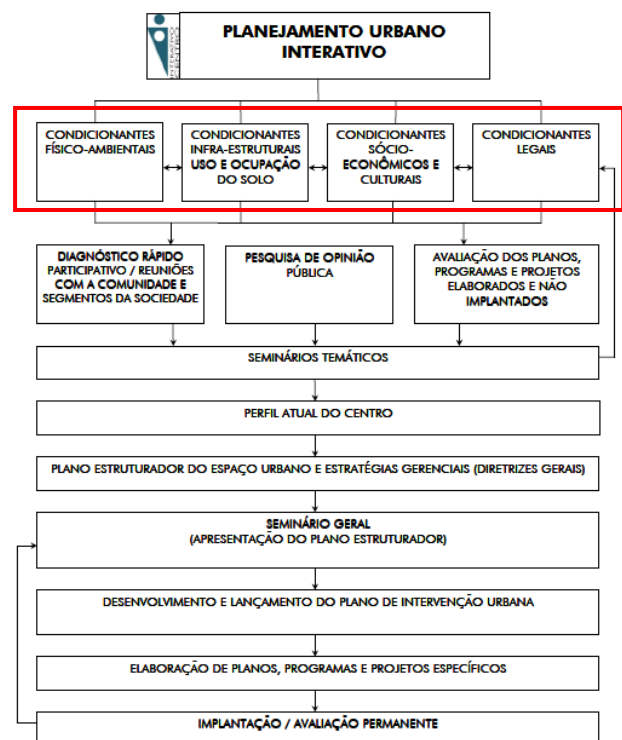 INTERATIVO
CENTRO
PLANEJAMENTO URBANO
INTERATIVO
CONDICIONANTES
FÍSICO-AMBIENTAIS
CONDICIONANTES
INFRA-ESTRUTURAIS
USO E OCUPAÇÃO
DO SOLO
CONDICIONANTES
SÓCIO-
ECONÔMICOS E
CULTURAIS
CONDICIONANTES
LEGAIS
DIAGNÓSTICO RÁPIDO
PARTICIPATIVO / REUNIÕES
COM A COMUNIDADE E
SEGMENTOS DA SOCIEDADE
PESQUISA DE OPINIÃO
PÚBLICA
AVALIAÇÃO DOS PLANOS,
PROGRAMAS E PROJETOS
ELABORADOS E NÃO
IMPLANTADOS
SEMINÁRIOS TEMÁTICOS
PERFIL ATUAL DO CENTRO
PLANO ESTRUTURADOR DO ESPAÇO URBANO E ESTRATÉGIAS GERENCIAIS (DIRETRIZES GERAIS)
SEMINÁRIO GERAL
(APRESENTAÇÃO DO PLANO ESTRUTURADOR)
DESENVOLVIMENTO E LANÇAMENTO DO PLANO DE INTERVENÇÃO URBANA
ELABORAÇÃO DE PLANOS, PROGRAMAS E PROJETOS ESPECÍFICOS
IMPLANTAÇÃO / AVALIAÇÃO PERMANENTE